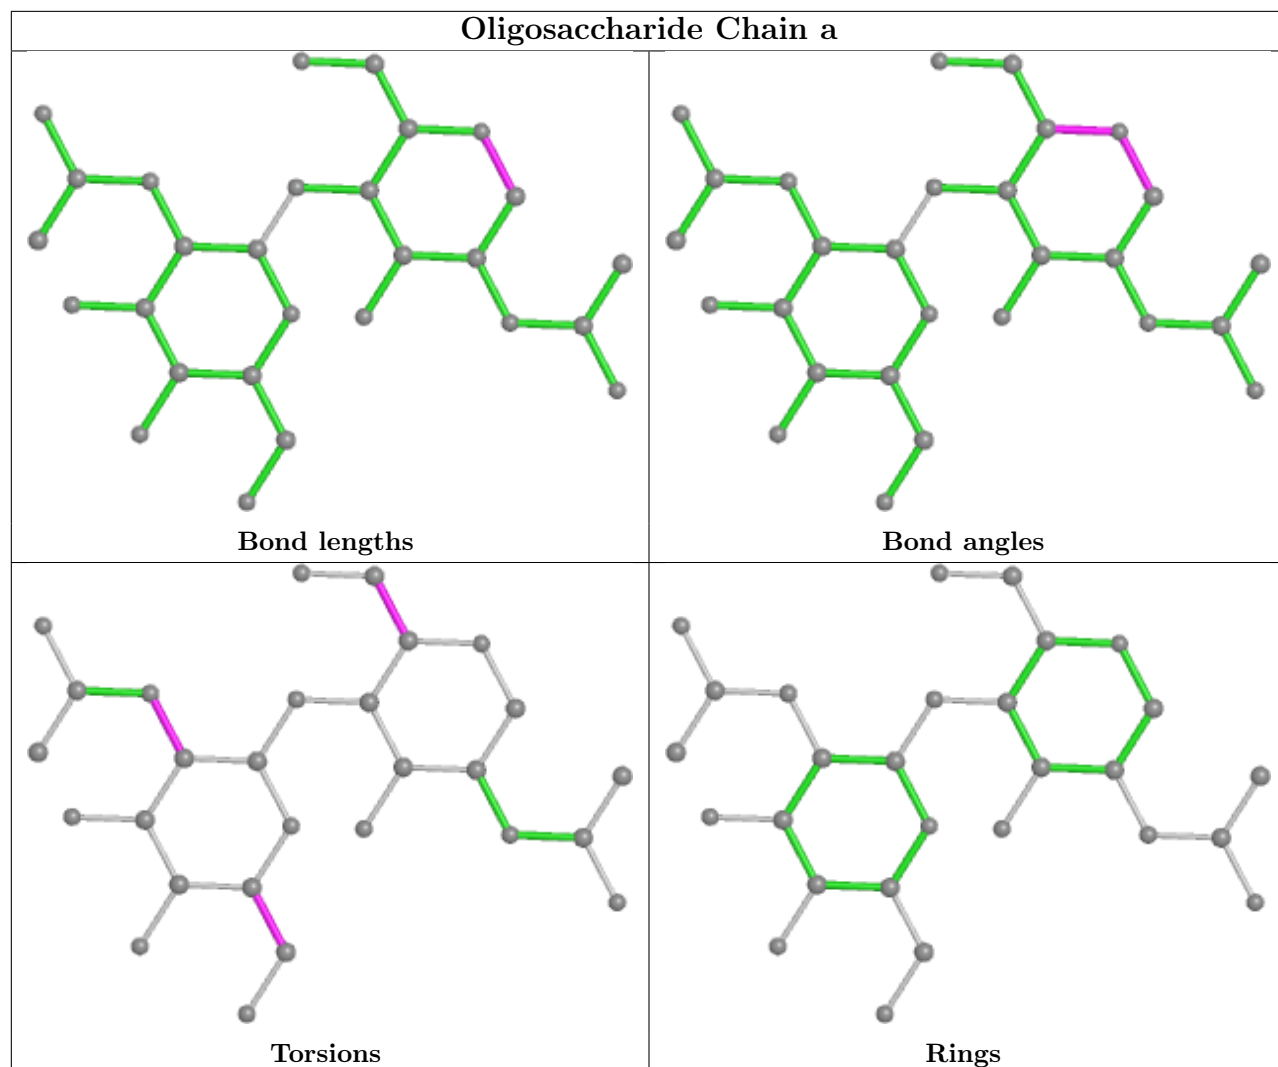 Oligosaccharide Chain a
Bond lengths
Bond angles
Torsions
Rings